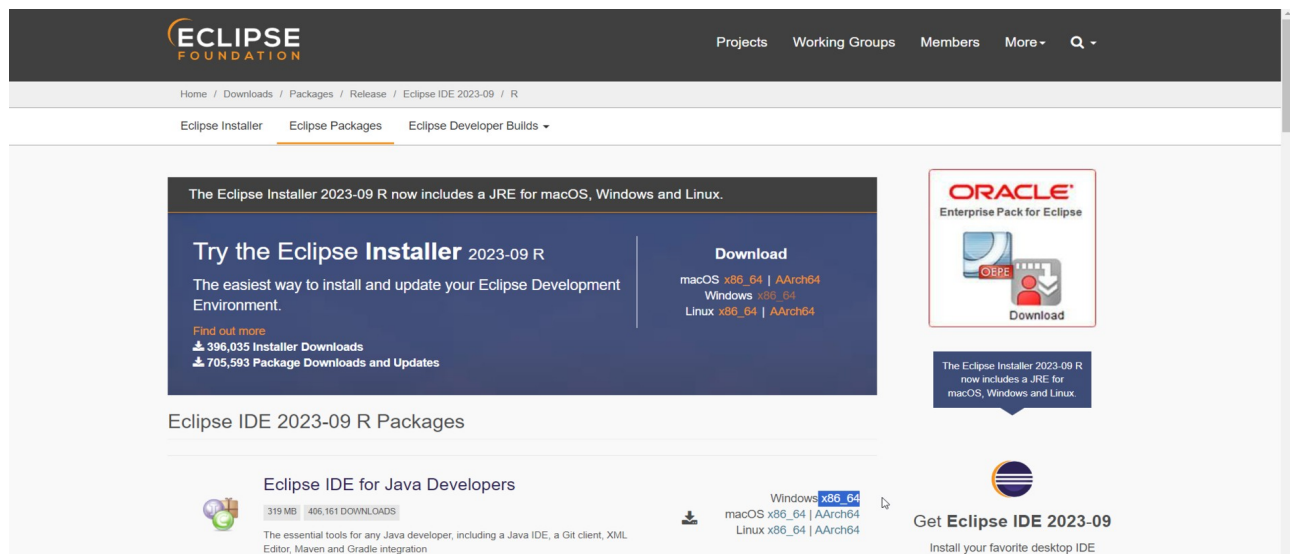 ECLIPSE
FOUNDATION
Projects Working Groups Members More
Home / Downloads / Packages / Release / Eclipse IDE 2023-09 / R
Eclipse Installer Eclipse Packages Eclipse Developer Builds
The Eclipse Installer 2023-09 R now includes a JRE for macOS, Windows and Linux.
Try the Eclipse Installer 2023-09 R
The easiest way to install and update your Eclipse Development
Environment.
Find out more
396,035 Installer Downloads
705,593 Package Downloads and Updates
Download
macOS x86_64 | AArch64
Windows x86_64
Linux x86_64 | AArch64
ORACLE
Enterprise Pack for Eclipse
OEPE
Download
The Eclipse Installer 2023-09 R
now includes a JRE for
macOS, Windows and Linux.
Eclipse IDE 2023-09 R Packages
Eclipse IDE for Java Developers
319 MB 406,161 DOWNLOADS
The essential tools for any Java developer, including a Java IDE, a Git client, XML
Editor, Maven and Gradle integration
Windows x86_64
macOS x86_64 | AArch64
Linux x86_64 | AArch64
Get Eclipse IDE 2023-09
Install your favorite desktop IDE